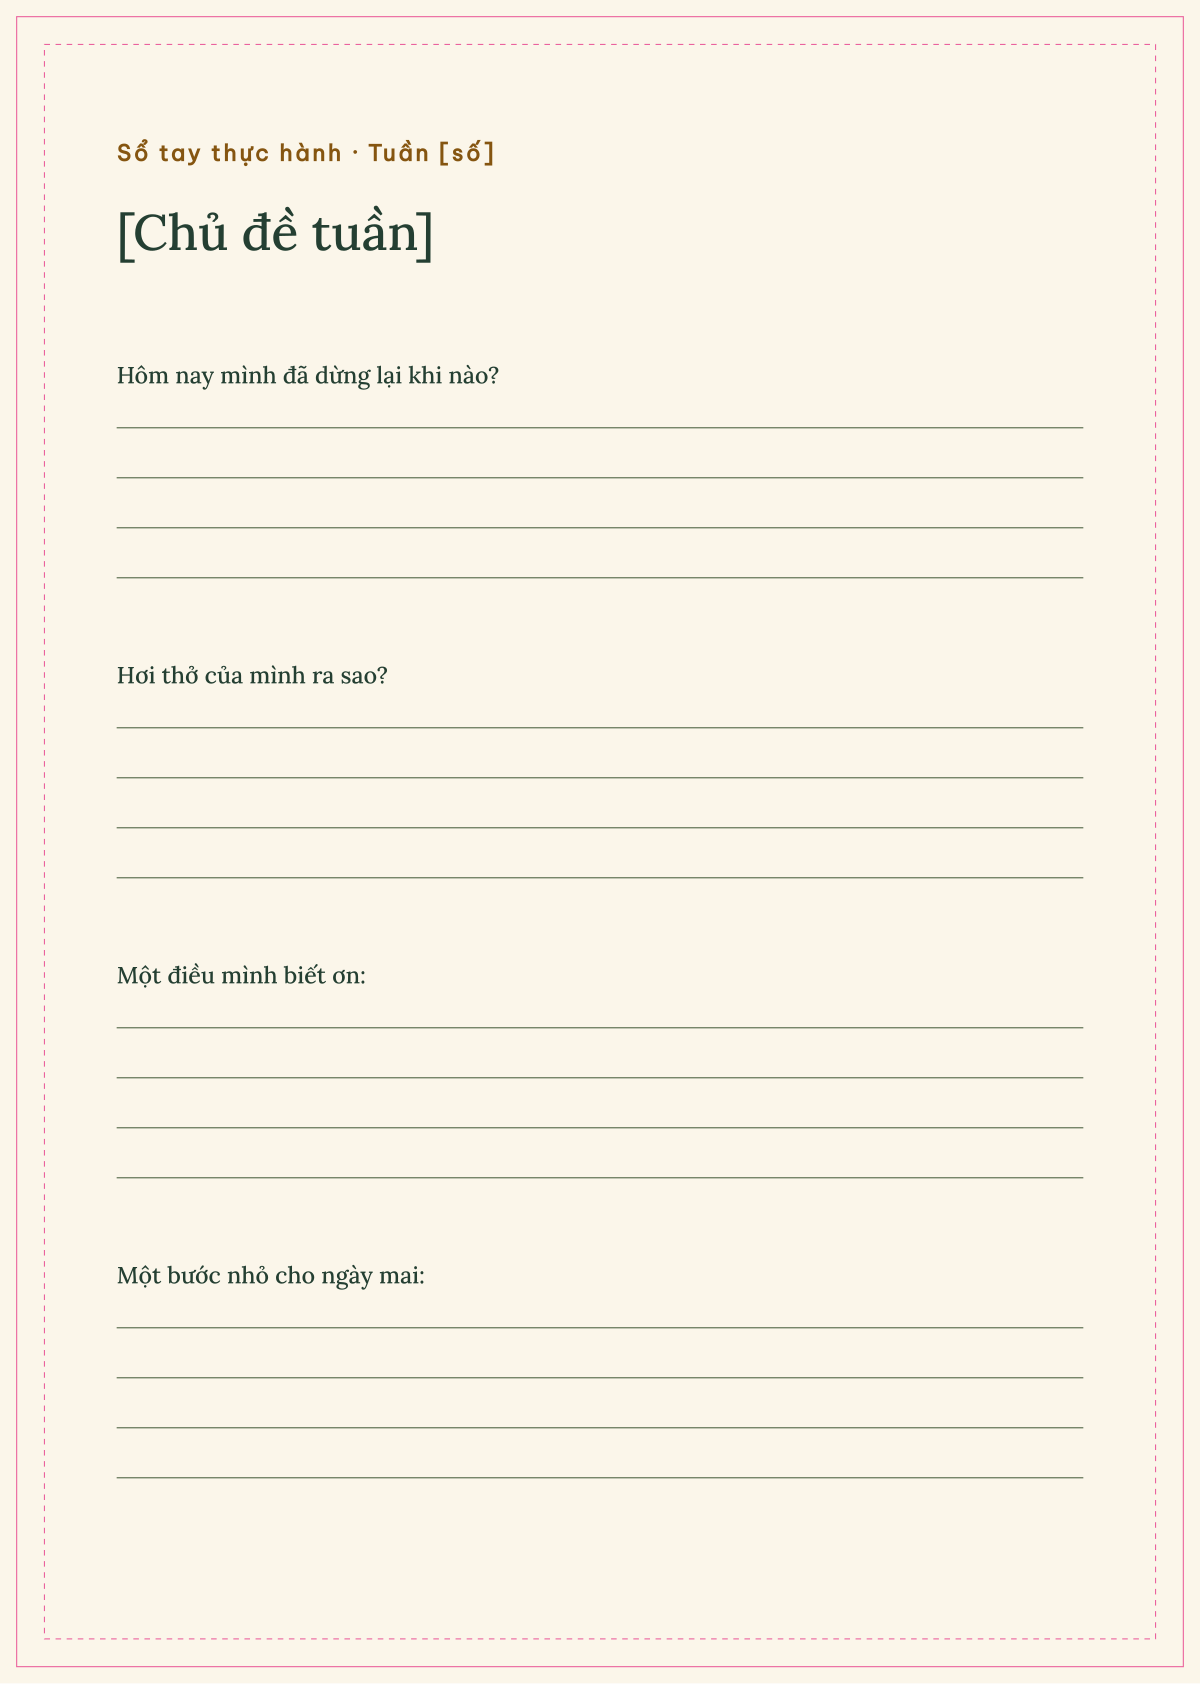 Sổ tay thực hành · Tuần [số]
[Chủ đề tuần]
Hôm nay mình đã dừng lại khi nào?
Hơi thở của mình ra sao?
Một điều mình biết ơn:
Một bước nhỏ cho ngày mai: